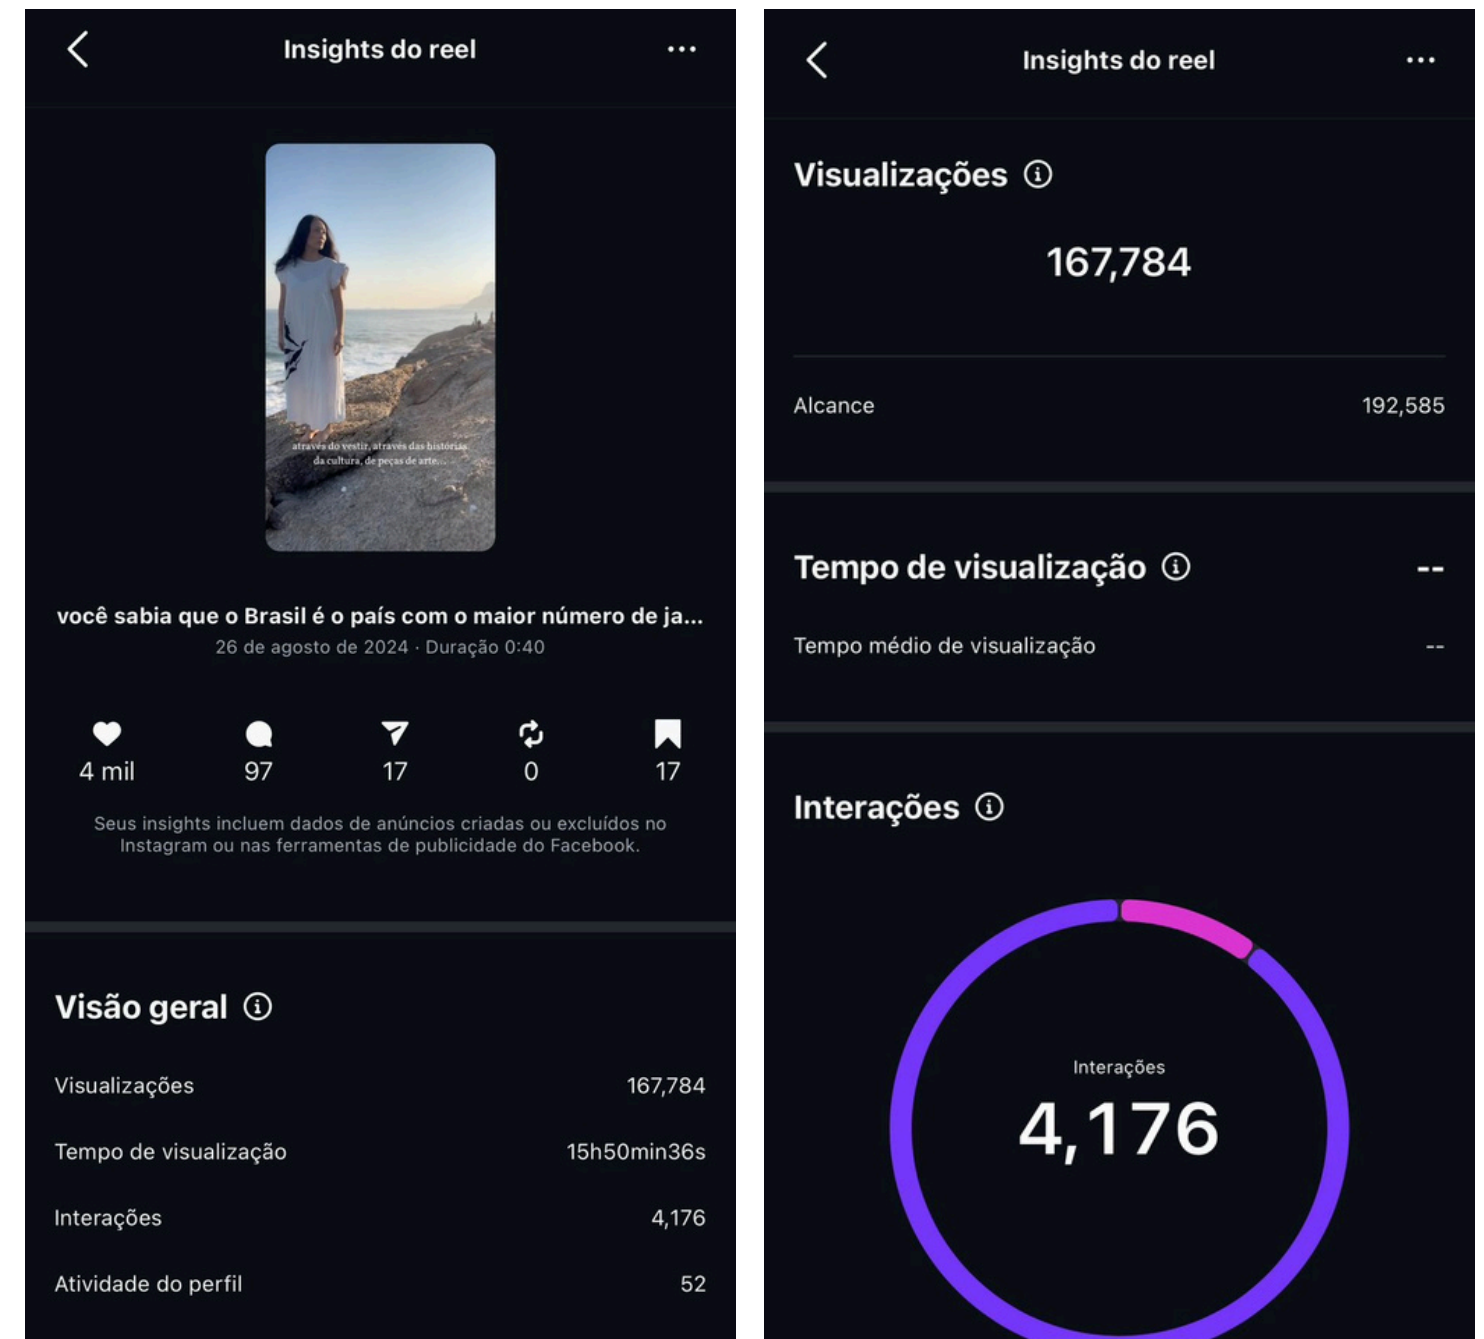 Insights do reel
através do vestir, através das histórias
da cultura, de peças de arte...
você sabia que o Brasil é o país com o maior número de ja...
26 de agosto de 2024 · Duração 0:40
4 mil
97
17
0
17
Seus insights incluem dados de anúncios criadas ou excluídos no
Instagram ou nas ferramentas de publicidade do Facebook.
Visão geral
Visualizações 167,784
Tempo de visualização 15h50min36s
Interações 4,176
Atividade do perfil 52
Insights do reel
Visualizações
167,784
Alcance 192,585
Tempo de visualização --
Tempo médio de visualização --
Interações
Interações
4,176